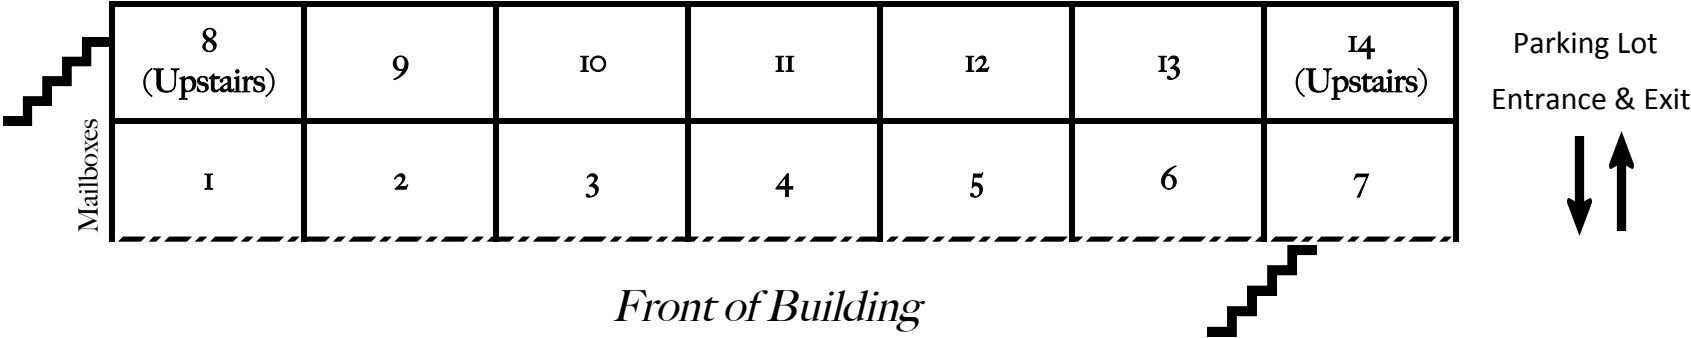 8
(Upstairs)
9
10
11
12
13
14
(Upstairs)
Parking Lot
Entrance & Exit
Mailboxes
1
2
3
4
5
6
7
Front of Building